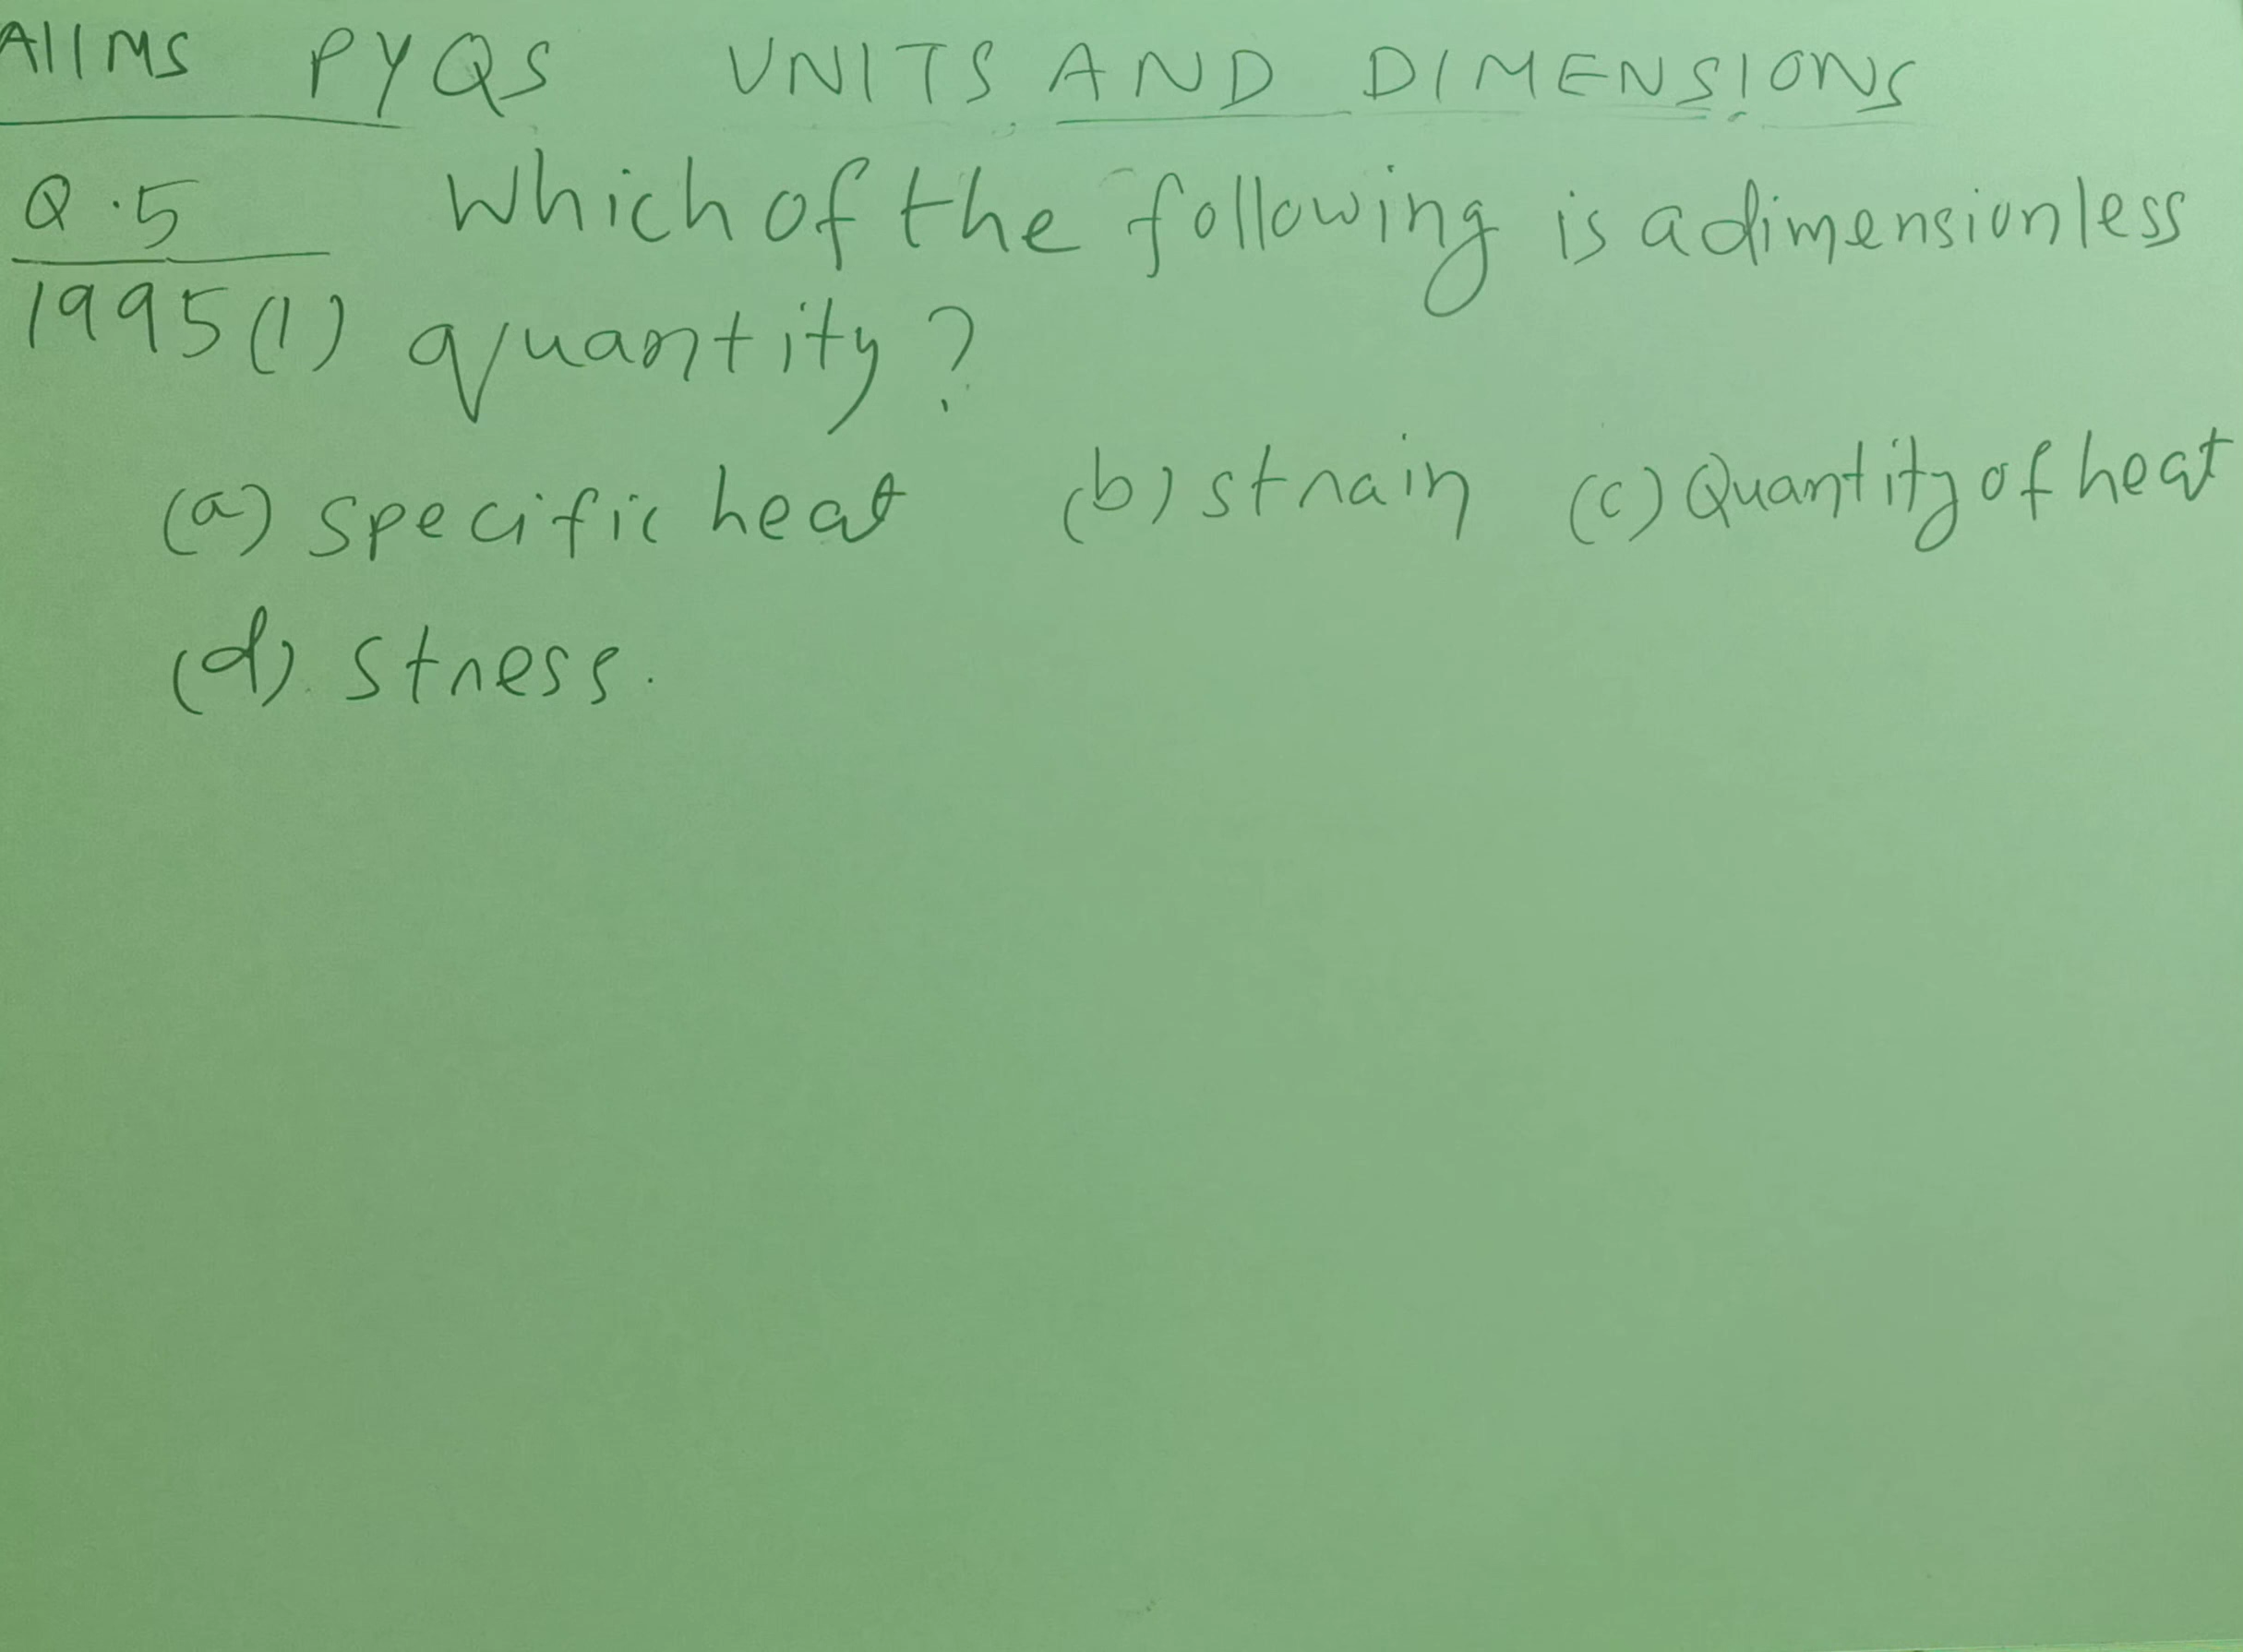 AIIMS PYQS UNITS AND DIMENSIONS
Q.5 Which of the following is a dimensionless
1995(1) quantity?
(a) specific heat (b) strain (c) Quantity of heat
(d) stress.